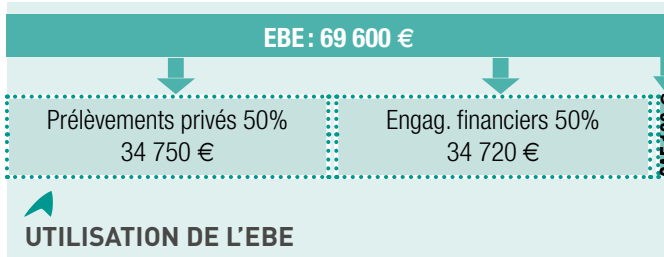 EBE : 69 600 €
Prélèvements privés 50%
34 750 €
Engag. financiers 50%
34 720 €
UTILISATION DE L’EBE